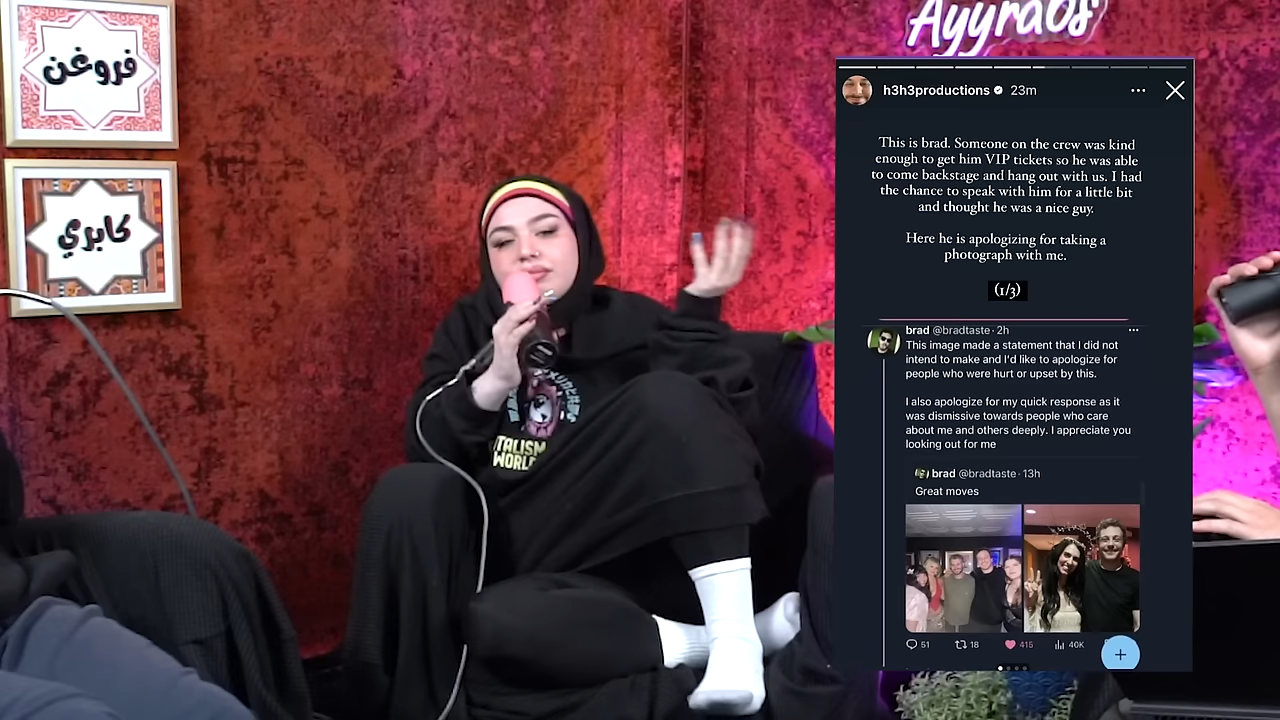 فروغن
كابري
Ayyraos
TALISM
WORL
h3h3productions 23m
This is brad. Someone on the crew was kind
enough to get him VIP tickets so he was able
to come backstage and hang out with us. I had
the chance to speak with him for a little bit
and thought he was a nice guy.
Here he is apologizing for taking a
photograph with me.
(1/3)
brad @bradtaste · 2h
This image made a statement that I did not
intend to make and I'd like to apologize for
people who were hurt or upset by this.
I also apologize for my quick response as it
was dismissive towards people who care
about me and others deeply. I appreciate you
looking out for me
brad @bradtaste · 13h
Great moves
51 18 415 40K